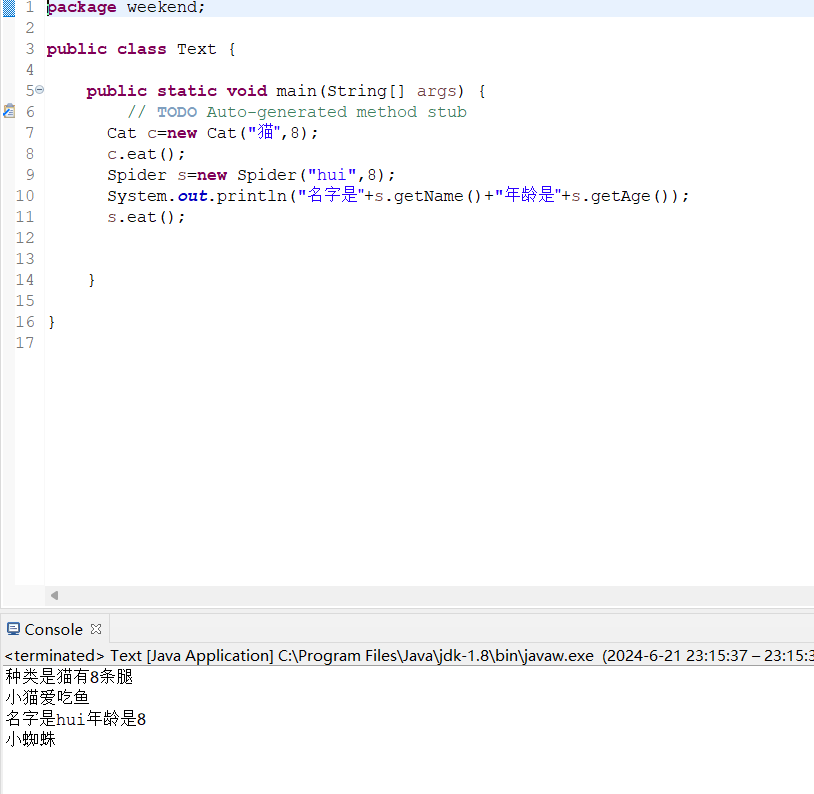 1 package weekend;
2
3 public class Text {
4
5 public static void main(String[] args) {
6 // TODO Auto-generated method stub
7 Cat c=new Cat("猫",8);
8 c.eat();
9 Spider s=new Spider("hui",8);
10 System.out.println("名字是"+s.getName()+"年龄是"+s.getAge());
11 s.eat();
12
13
14 }
15
16 }
17
Console
<terminated> Text [Java Application] C:\Program Files\Java\jdk-1.8\bin\javaw.exe (2024-6-21 23:15:37 – 23:15:3
种类是猫有8条腿
小猫爱吃鱼
名字是hui年龄是8
小蜘蛛